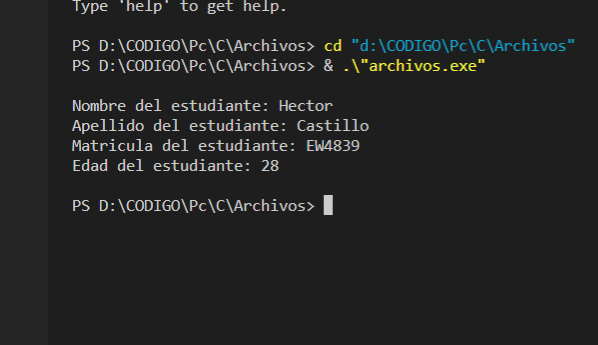 Type 'help' to get help.
PS D:\CODIGO\Pc\C\Archivos> cd "d:\CODIGO\Pc\C\Archivos"
PS D:\CODIGO\Pc\C\Archivos> & .\"archivos.exe"
Nombre del estudiante: Hector
Apellido del estudiante: Castillo
Matricula del estudiante: EW4839
Edad del estudiante: 28
PS D:\CODIGO\Pc\C\Archivos>